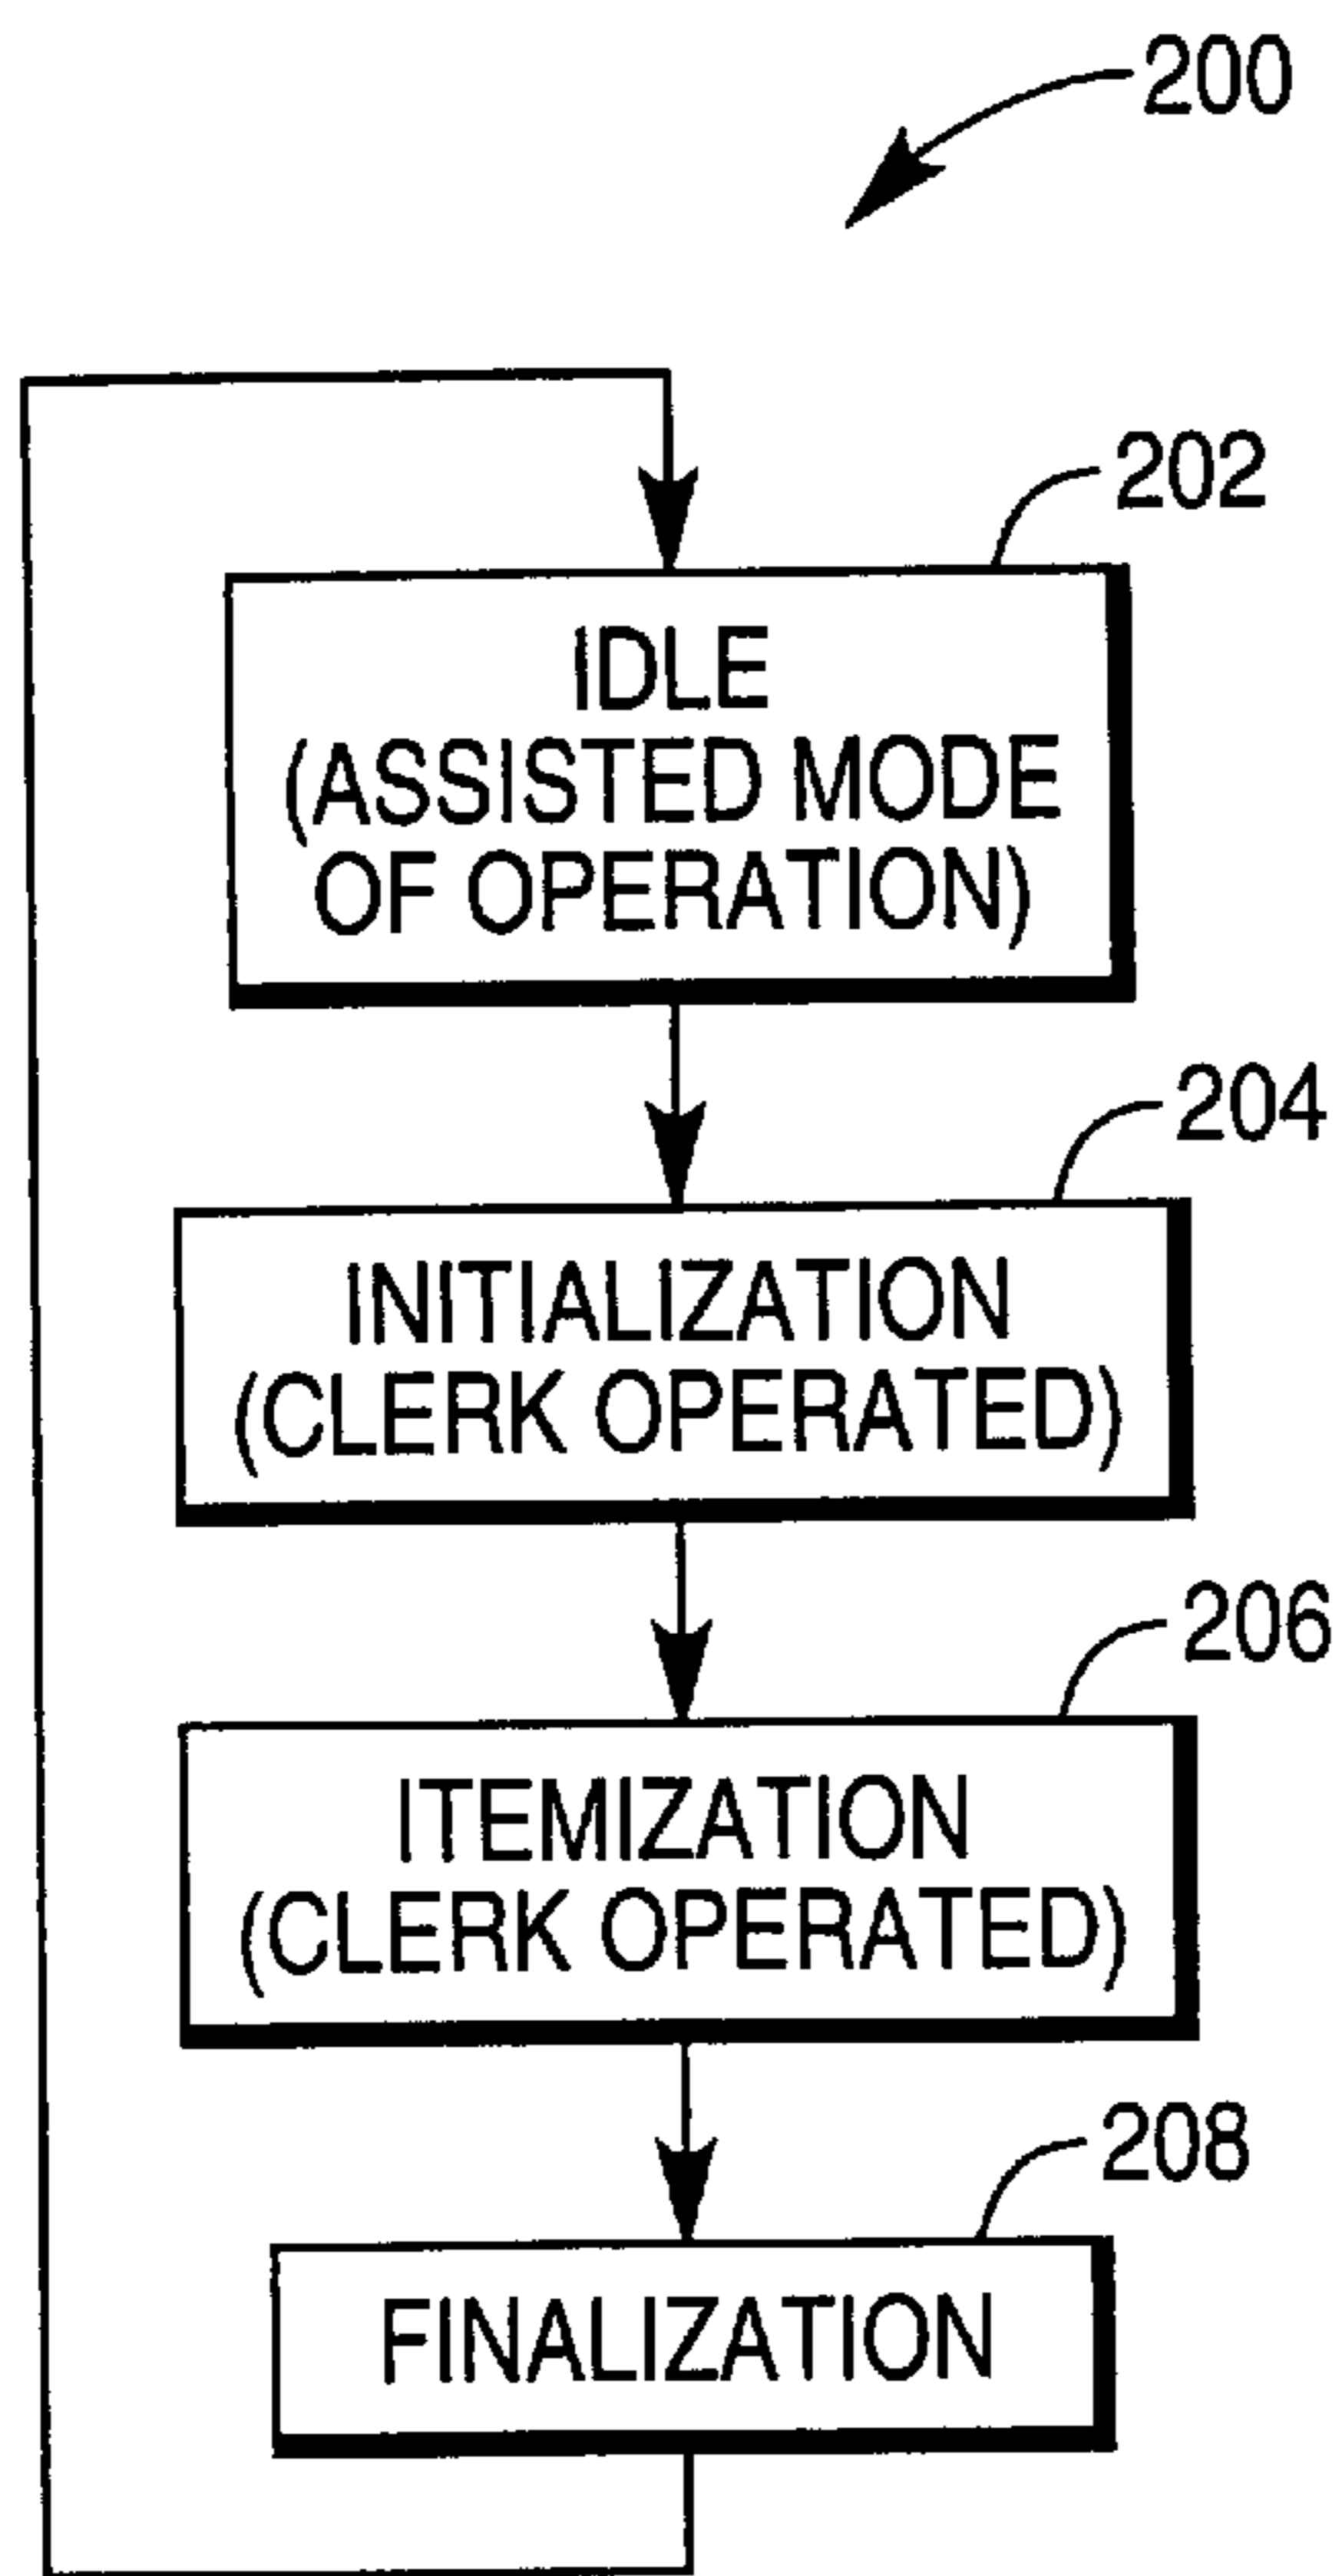 200
202
IDLE
(ASSISTED MODE
OF OPERATION)
204
INITIALIZATION
(CLERK OPERATED)
206
ITEMIZATION
(CLERK OPERATED)
208
FINALIZATION